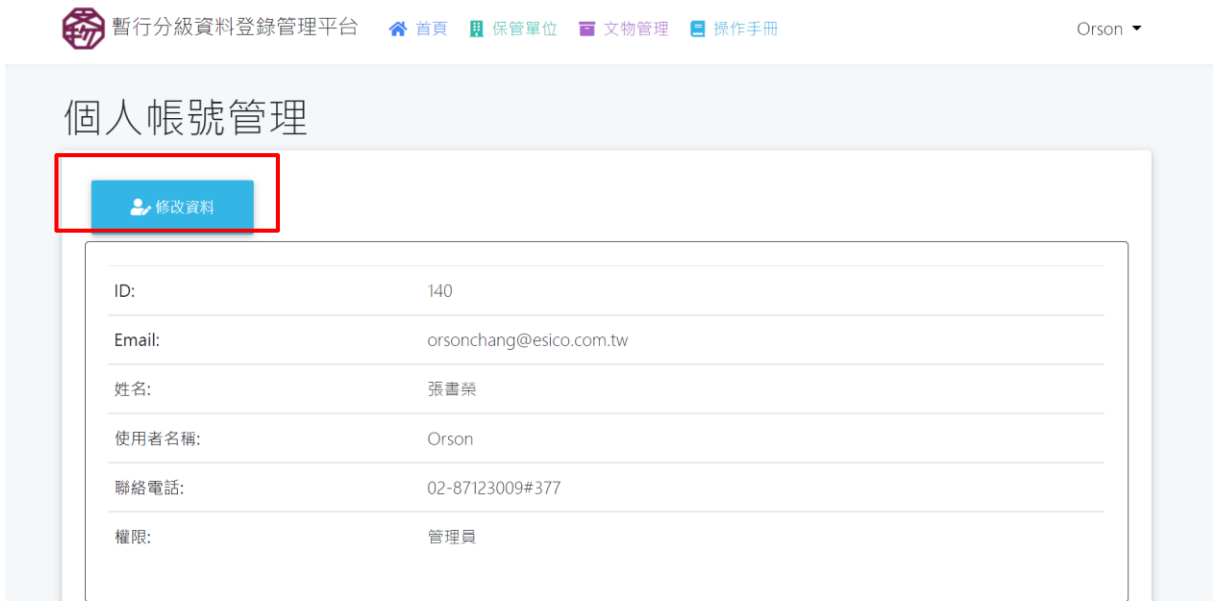 暫行分級資料登錄管理平台 首頁 保管單位 文物管理 操作手冊 Orson
個人帳號管理
修改資料
ID: 140
Email: orsonchang@esico.com.tw
姓名: 張書榮
使用者名稱: Orson
聯絡電話: 02-87123009#377
權限: 管理員